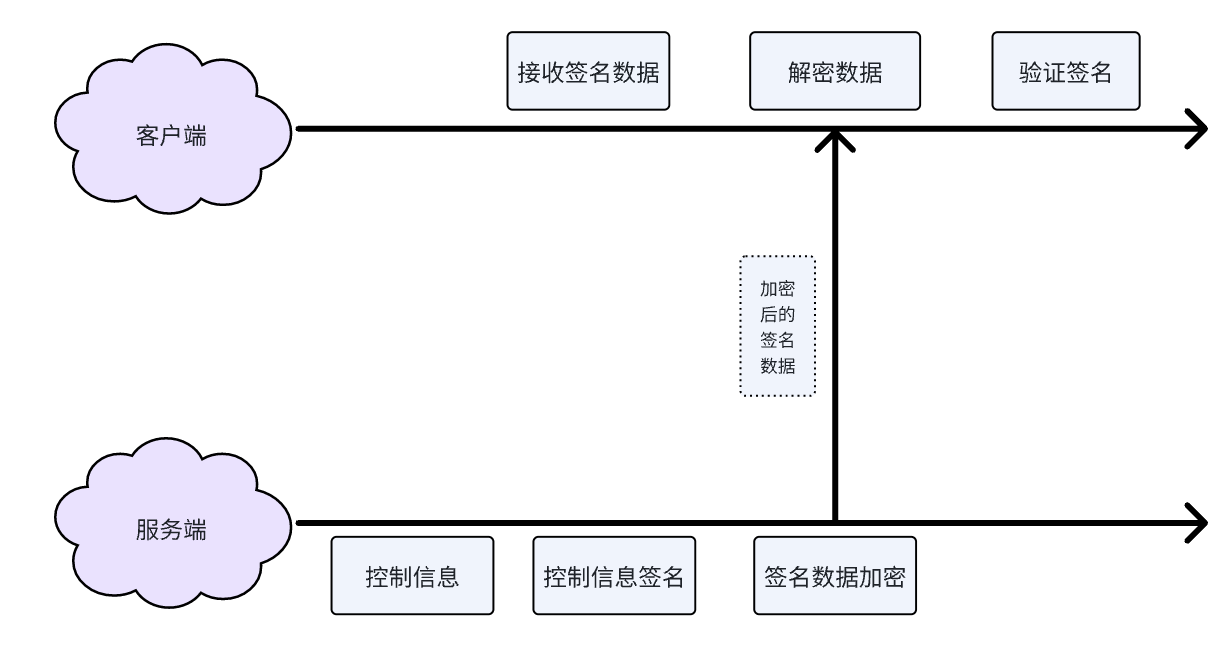 接收签名数据
解密数据
验证签名
客户端
加密
后的
签名
数据
服务端
控制信息
控制信息签名
签名数据加密